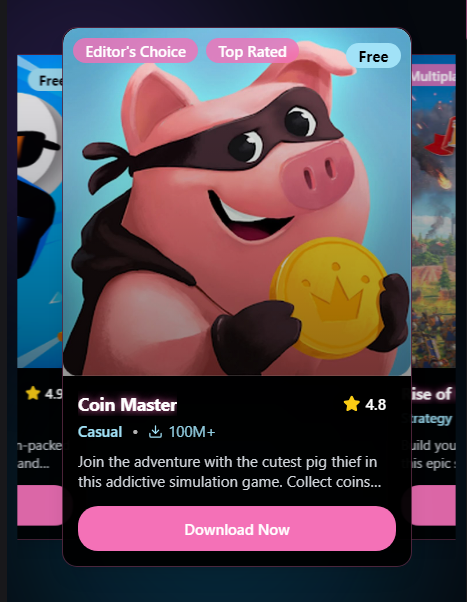 Editor's Choice
Top Rated
Free
Coin Master
4.8
Casual • 100M+
Join the adventure with the cutest pig thief in
this addictive simulation game. Collect coins...
Download Now
Free
4.9
and...
Multipla
ise of
rategy
uild you
his epic s